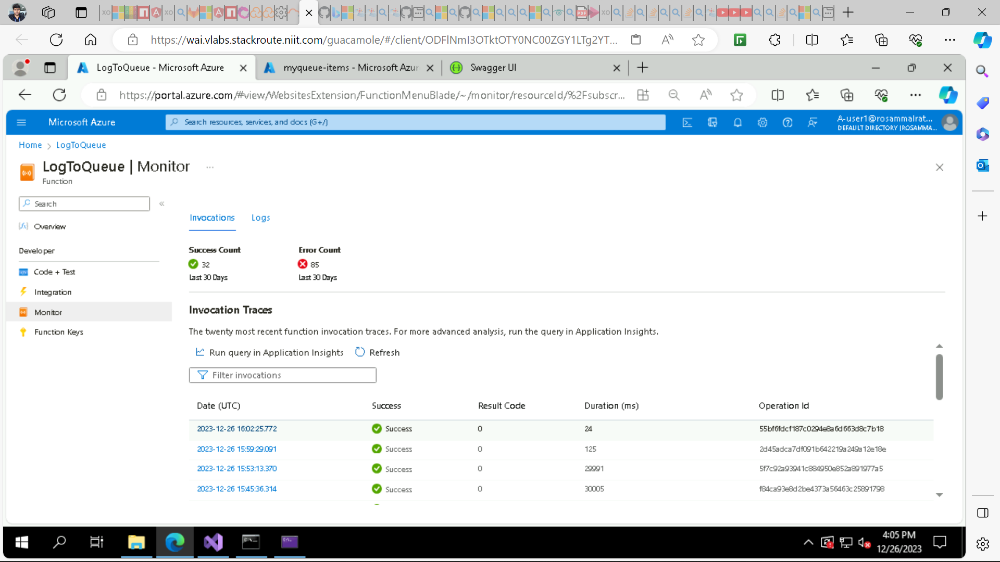 https://wai.vlabs.stackroute.niit.com/guacamole/#/client/ODFlNmI3OTktOTY0NC00ZGY1LTg2YT...
LogToQueue - Microsoft Azure
myqueue-items - Microsoft Azur
Swagger UI
https://portal.azure.com/#view/WebsitesExtension/FunctionMenuBlade/~/monitor/resourceId/%2Fsubscr...
Microsoft Azure
Search resources, services, and docs (G+/)
A-user1@rosammalrat...
DEFAULT DIRECTORY (ROSAMMA...
Home > LogToQueue
LogToQueue | Monitor ...
Function
Search «
Overview
Developer
Code + Test
Integration
Monitor
Function Keys
Invocations Logs
Success Count Error Count
32 85
Last 30 Days Last 30 Days
Invocation Traces
The twenty most recent function invocation traces. For more advanced analysis, run the query in Application Insights.
Run query in Application Insights Refresh
Filter invocations
Date (UTC) Success Result Code Duration (ms) Operation Id
2023-12-26 16:02:25.772 Success 0 24 55bf6fdcf187c0294e8a6d663d8c7b18
2023-12-26 15:59:29.091 Success 0 125 2d45adca7df091b642219a249a12e18e
2023-12-26 15:53:13.370 Success 0 29991 5f7c92a93941c884950e852a891977a5
2023-12-26 15:45:36.314 Success 0 30005 f84ca93e8d2be4373a56463c25891798
4:05 PM
12/26/2023